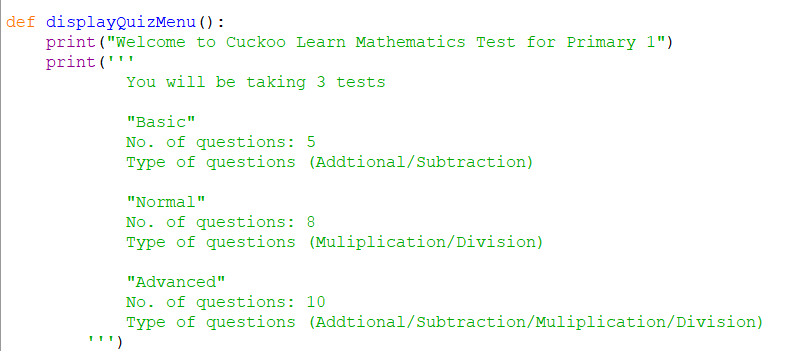 def displayQuizMenu():
    print("Welcome to Cuckoo Learn Mathematics Test for Primary 1")
    print('''
            You will be taking 3 tests

            "Basic"
            No. of questions: 5
            Type of questions (Addtional/Subtraction)

            "Normal"
            No. of questions: 8
            Type of questions (Muliplication/Division)

            "Advanced"
            No. of questions: 10
            Type of questions (Addtional/Subtraction/Muliplication/Division)
        ''')